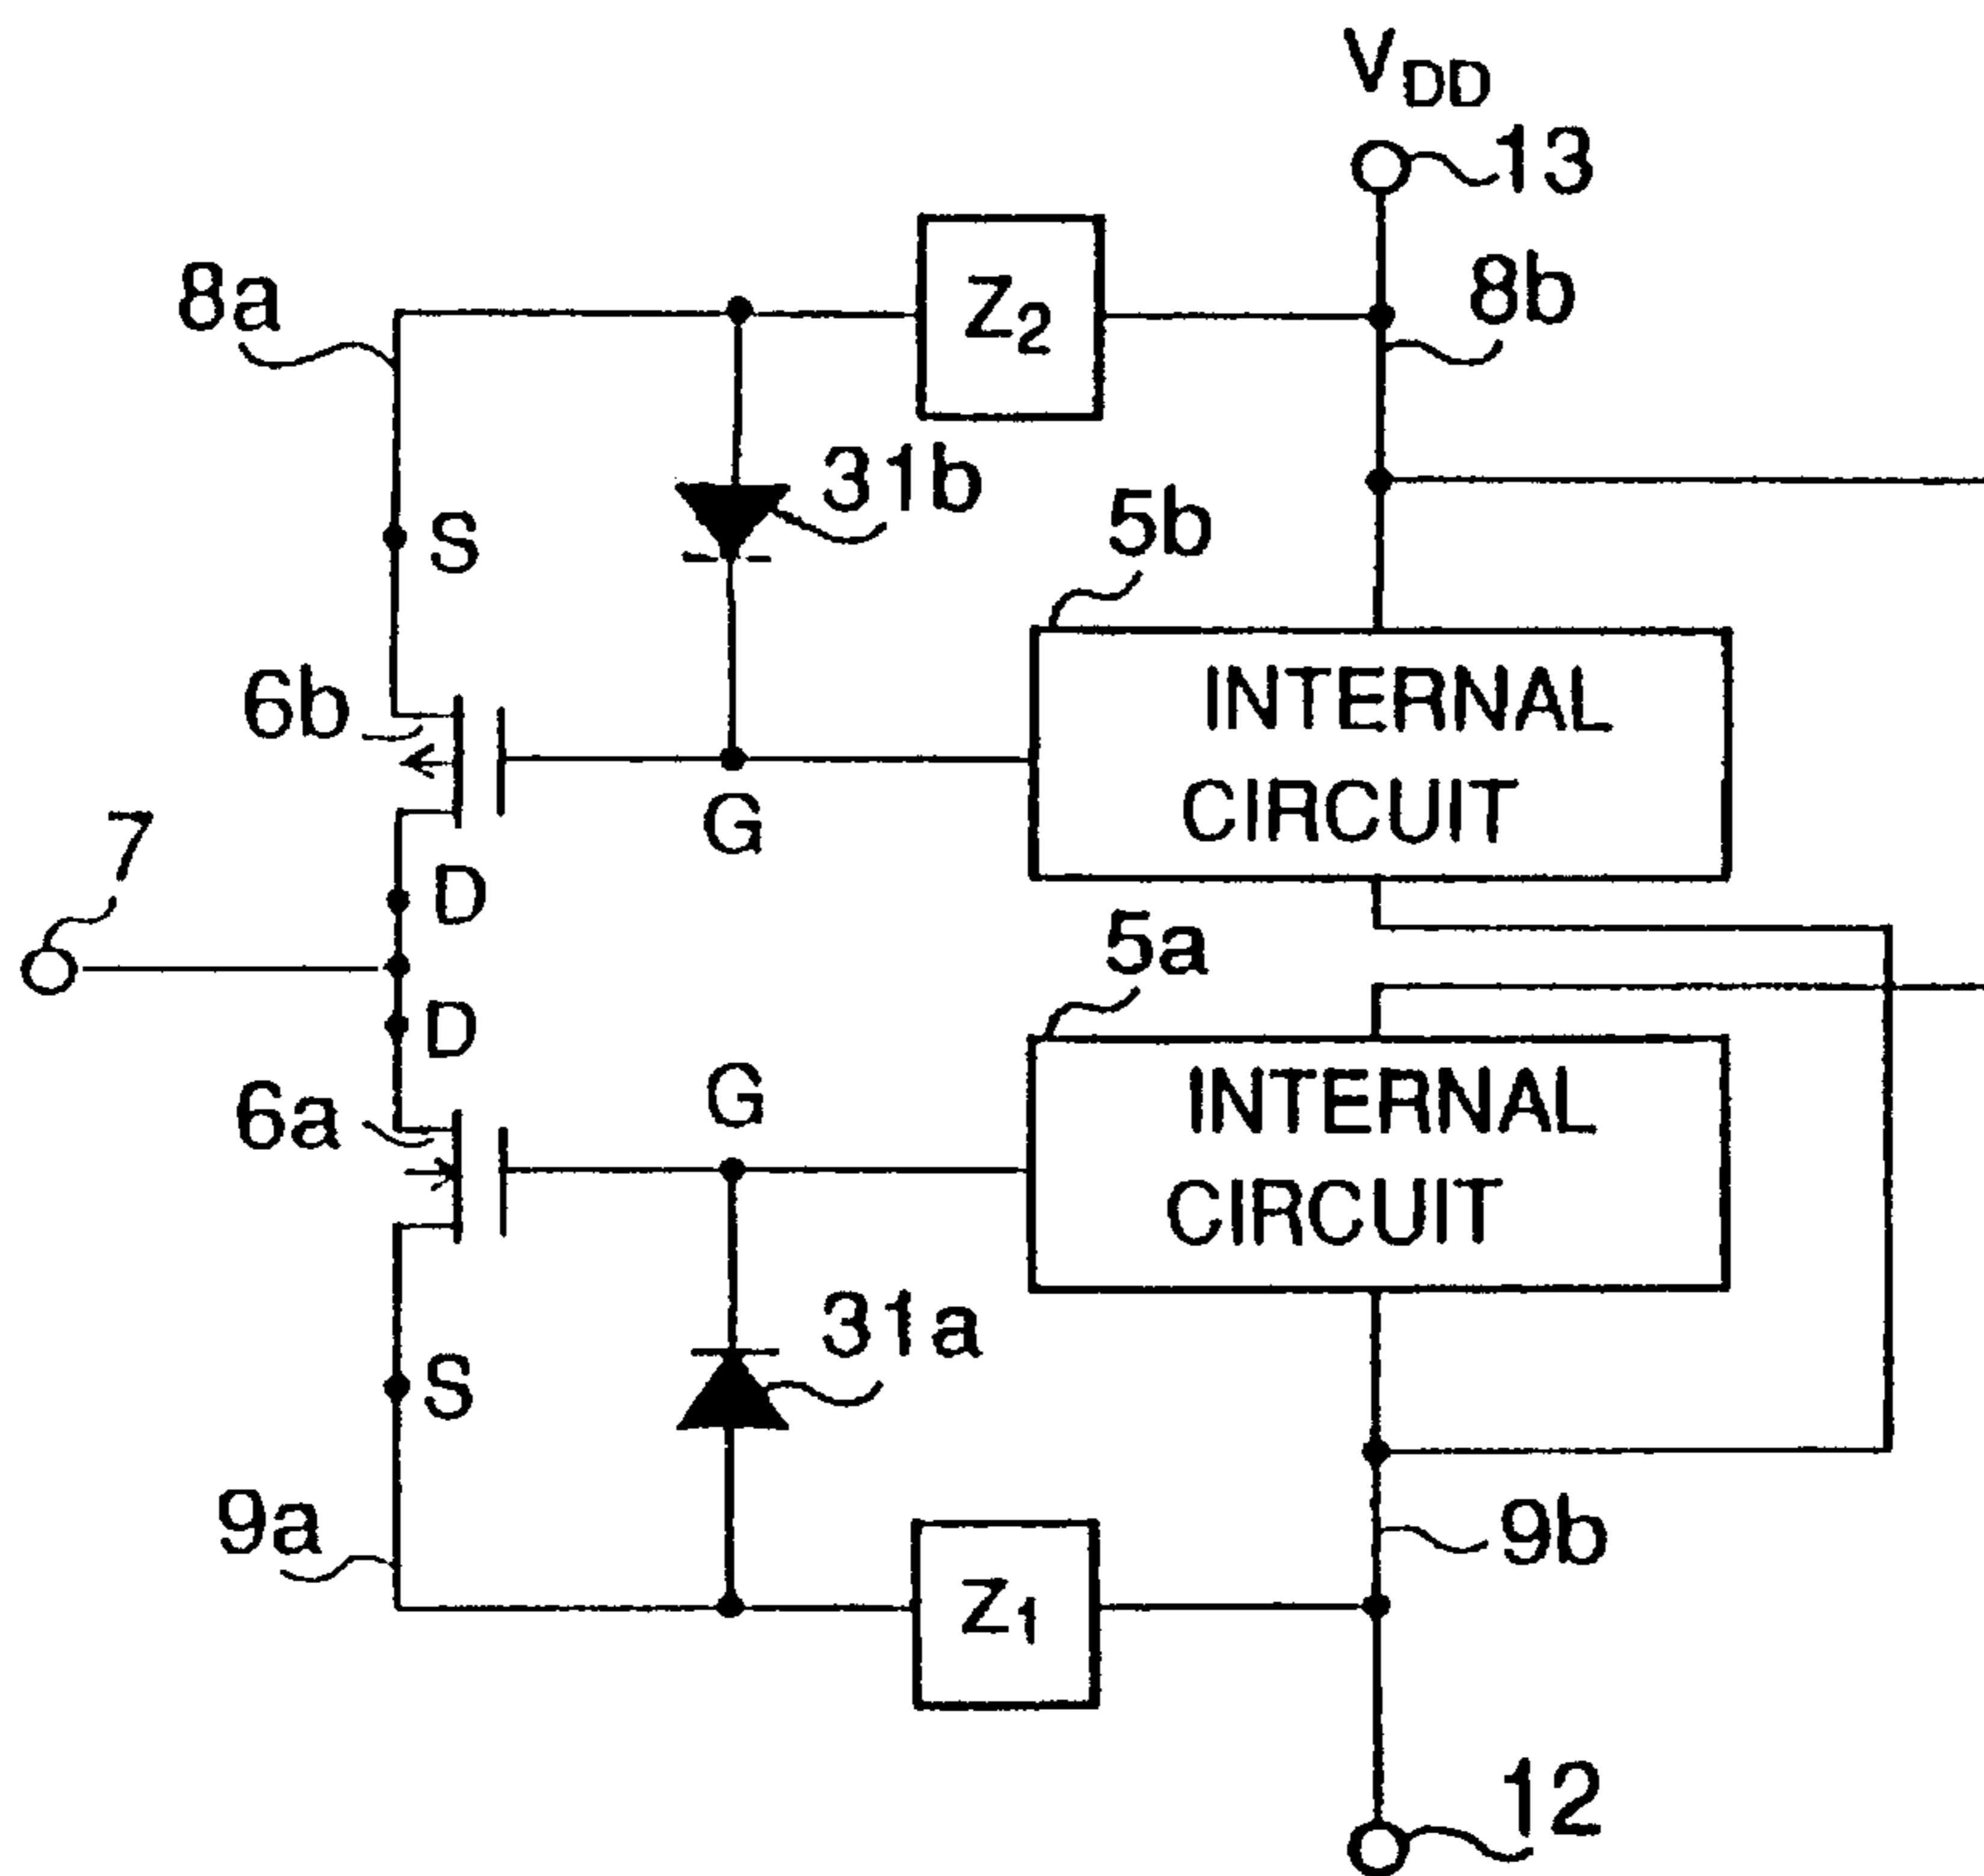 V_DD
13
8a
Z2
8b
31b
5b
S
6b
INTERNAL
CIRCUIT
G
7
D
5a
D
6a
G
INTERNAL
CIRCUIT
31a
S
9a
Z1
9b
12